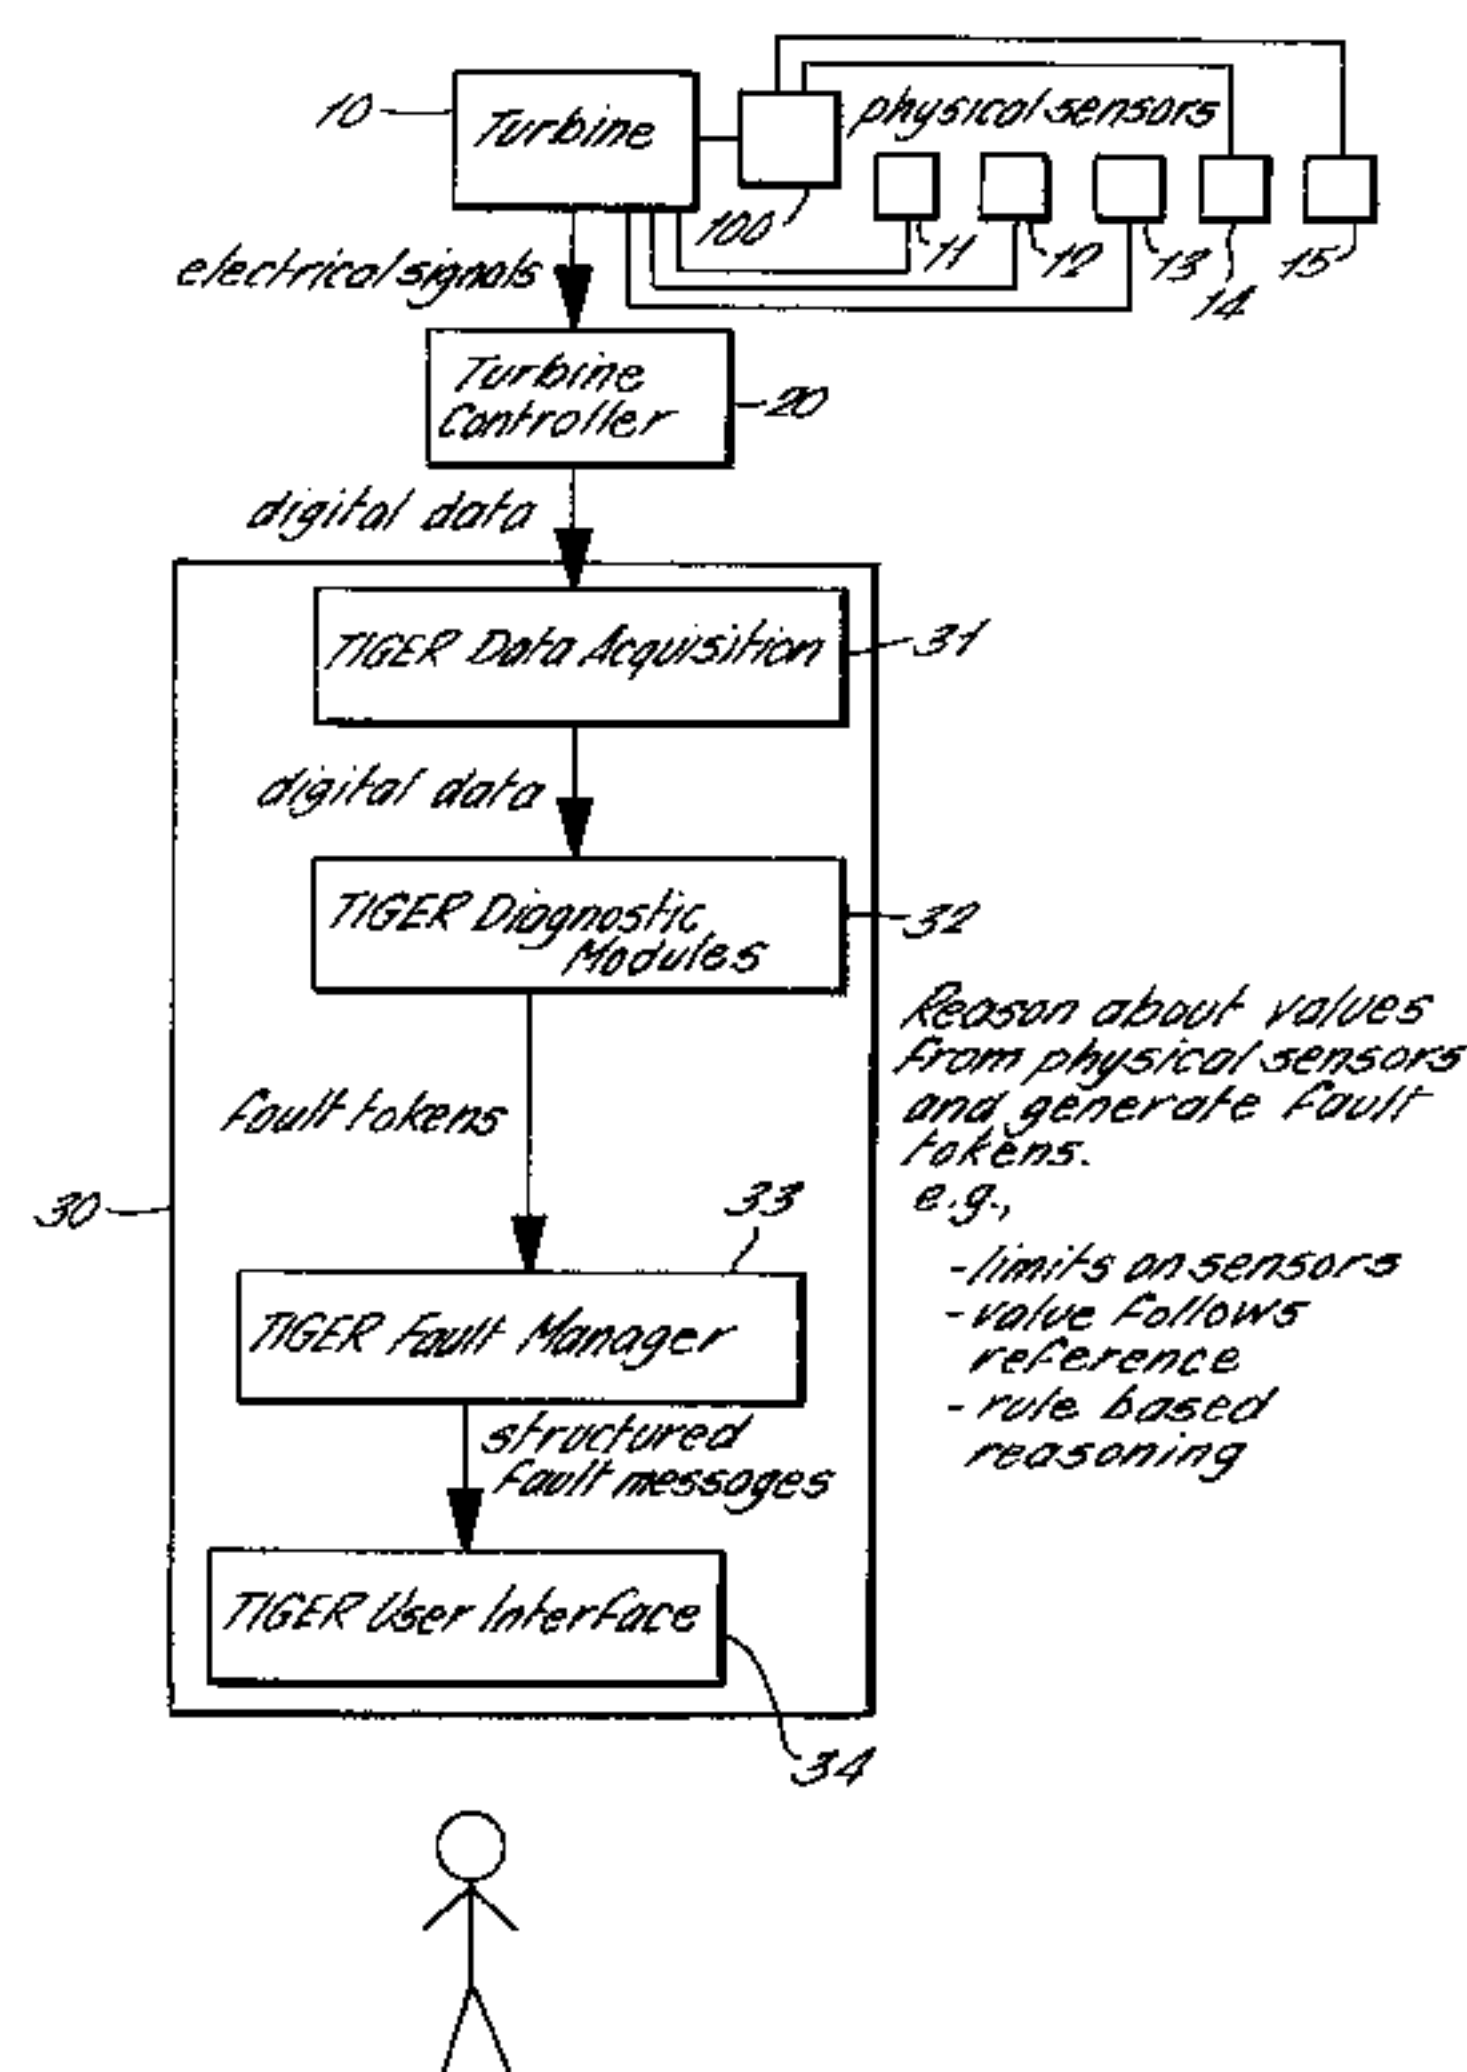 10
Turbine
physical sensors
100
11
12
13
14
15
electrical signals
Turbine
Controller
20
digital data
TIGER Data Acquisition
31
digital data
TIGER Diagnostic
Modules
32
Reason about values
from physical sensors
and generate fault
tokens.
e.g.,
-limits on sensors
-value follows
reference
-rule based
reasoning
fault tokens
30
33
TIGER Fault Manager
structured
fault messages
TIGER User Interface
34